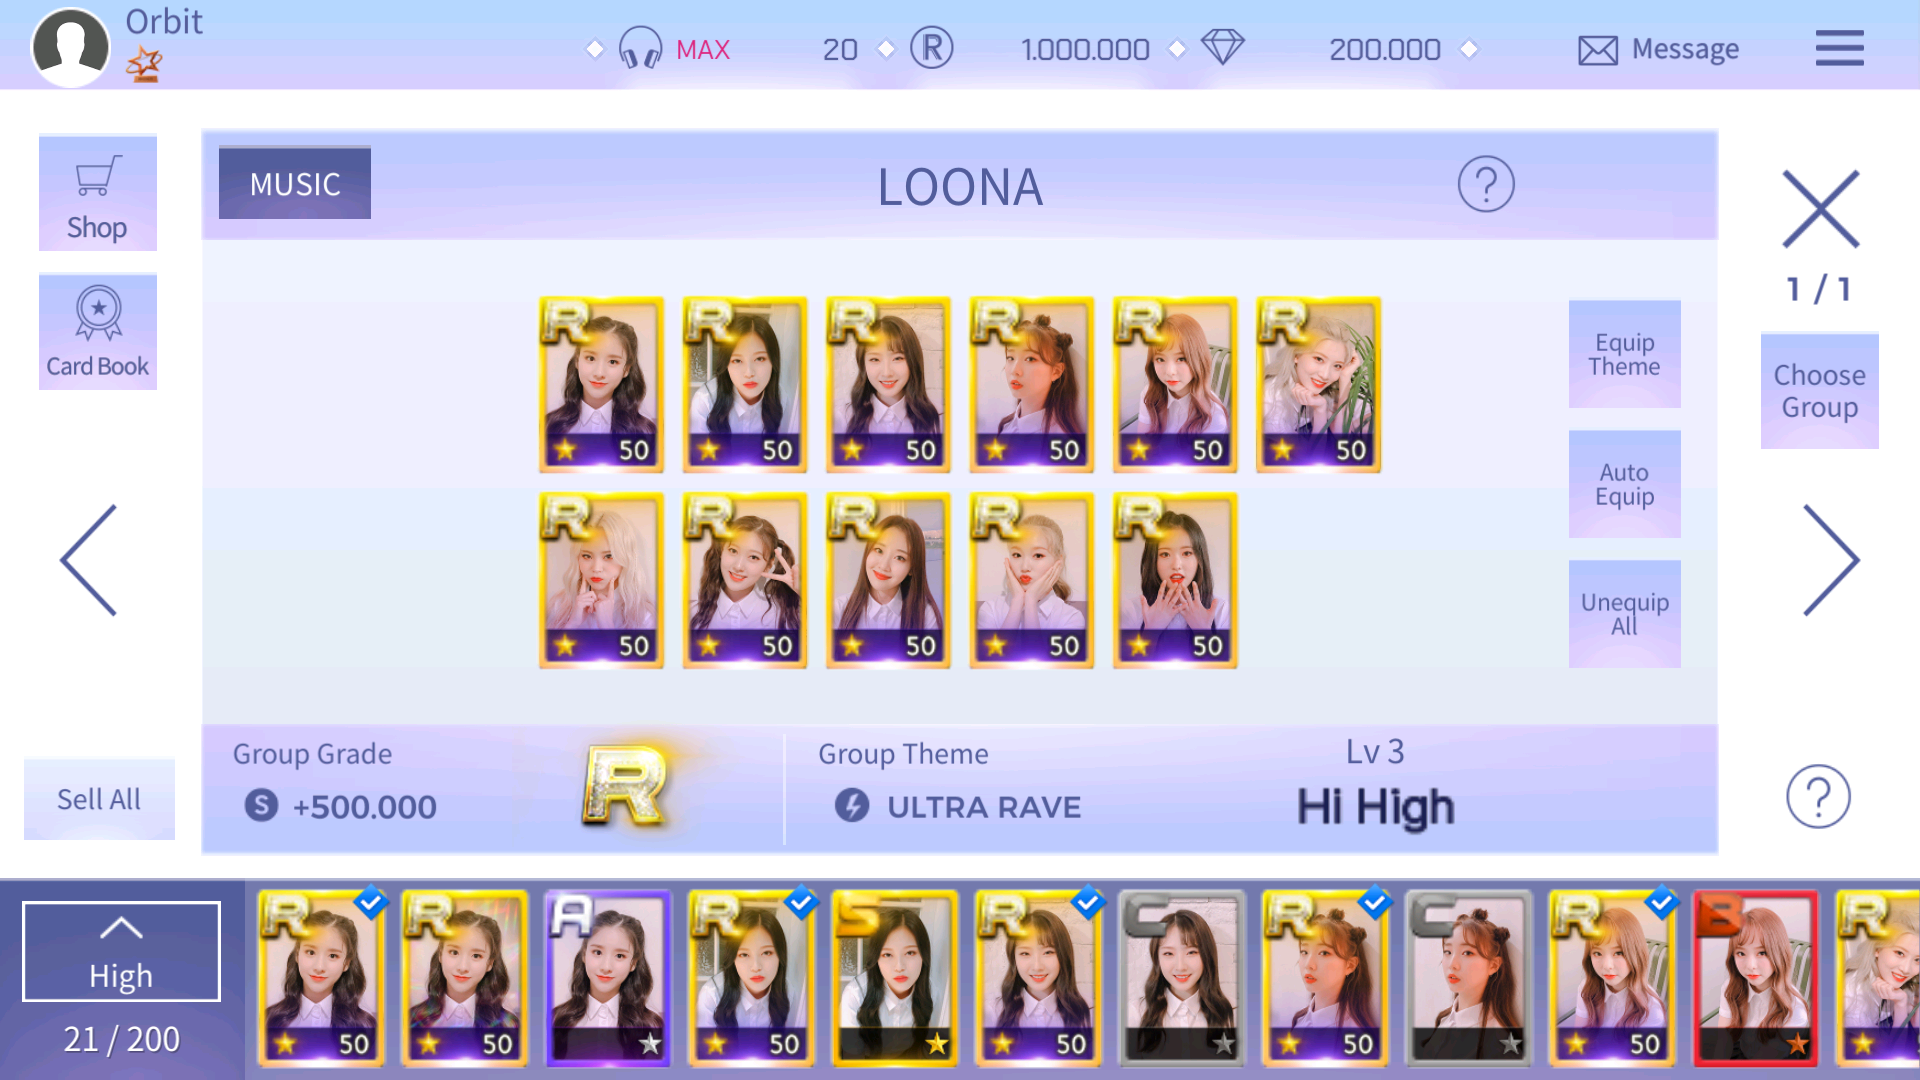 Orbit
MAX
20
R
1.000.000
200.000
Message
Shop
Card Book
MUSIC
LOONA
?
1 / 1
Choose
Group
Equip
Theme
Auto
Equip
Unequip
All
R R R R R R
50 50 50 50 50 50
R R R R R
50 50 50 50 50
Group Grade
S +500.000
R
Group Theme
ULTRA RAVE
Lv 3
Hi High
Sell All
?
High
21 / 200
R R A R S R C R C R B R
50 50 50 50 50 50